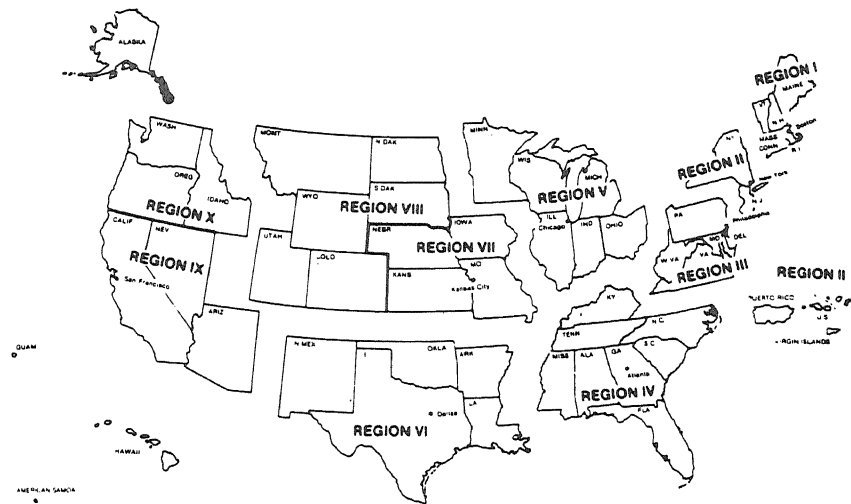 ALASKA
REGION I
MAINE
WASH
MONT
N.DAK
MINN
VT
N.H
Boston
MASS
CONN
R I
WIS
MICH
N.Y
OREG
IDAHO
S.DAK
REGION V
REGION II
New York
WYO
REGION VIII
REGION X
N.J
CALIF
NEV
NEBR
IOWA
ILL
Chicago
IND
OHIO
PA
Philadelphia
UTAH
REGION VII
MD
DEL
REGION IX
COLO
W.VA
VA
San Francisco
KANS
MO
Kansas City
REGION III
REGION II
ARIZ
KY
PUERTO RICO
U.S
VIRGIN ISLANDS
TENN
N.C.
GUAM
N.MEX
OKLA
ARK
MISS
ALA
GA
S C
Atlanta
REGION IV
LA
FLA
Dallas
REGION VI
HAWAII
AMERICAN SAMOA